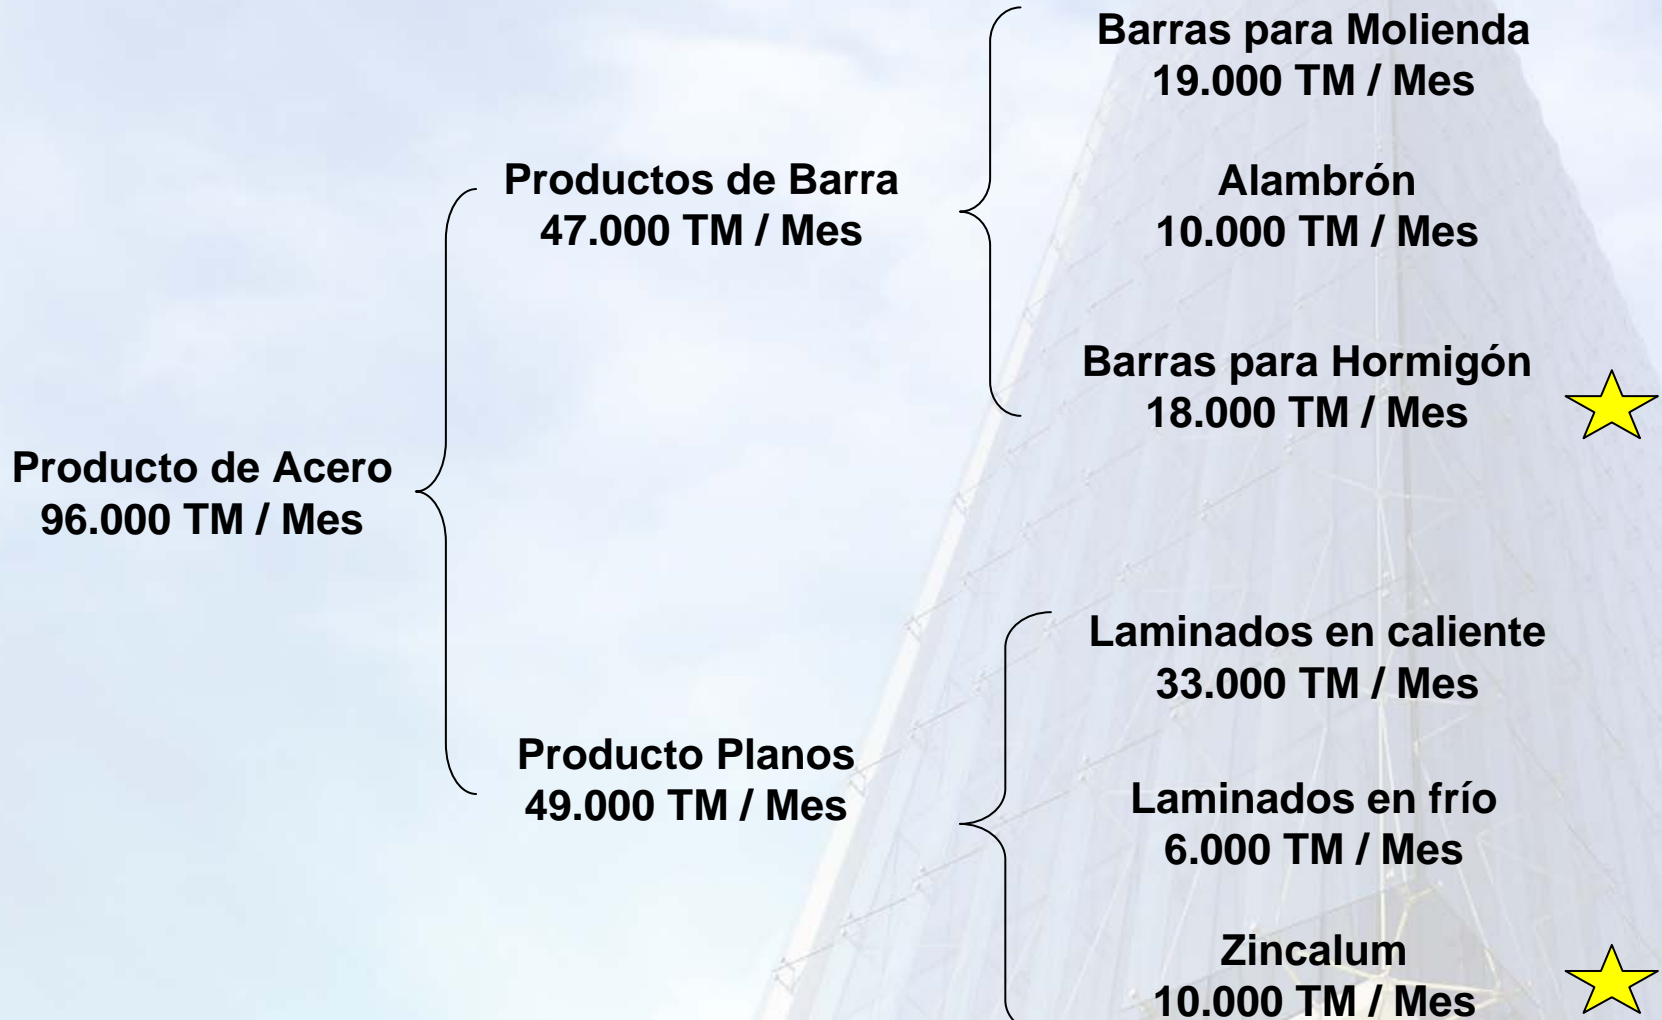 Producto de Acero
96.000 TM / Mes
Productos de Barra
47.000 TM / Mes
Barras para Molienda
19.000 TM / Mes
Alambrón
10.000 TM / Mes
Barras para Hormigón
18.000 TM / Mes
Producto Planos
49.000 TM / Mes
Laminados en caliente
33.000 TM / Mes
Laminados en frío
6.000 TM / Mes
Zincalum
10.000 TM / Mes